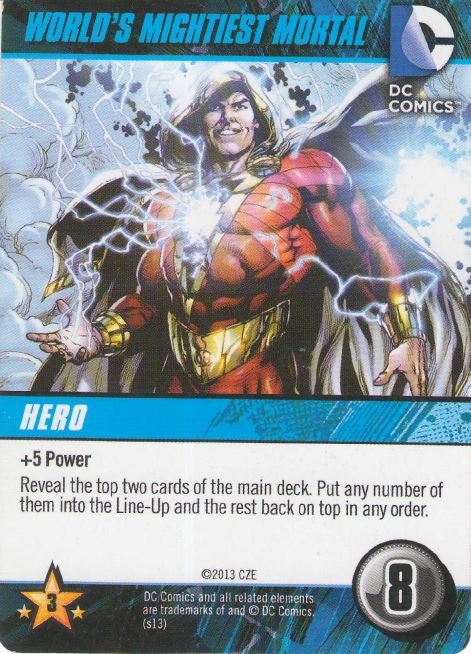 WORLD'S MIGHTIEST MORTAL
DC
COMICS™
HERO
+5 Power
Reveal the top two cards of the main deck. Put any number of
them into the Line-Up and the rest back on top in any order.
©2013 CZE
3
DC Comics and all related elements
are trademarks of and © DC Comics.
(s13)
8